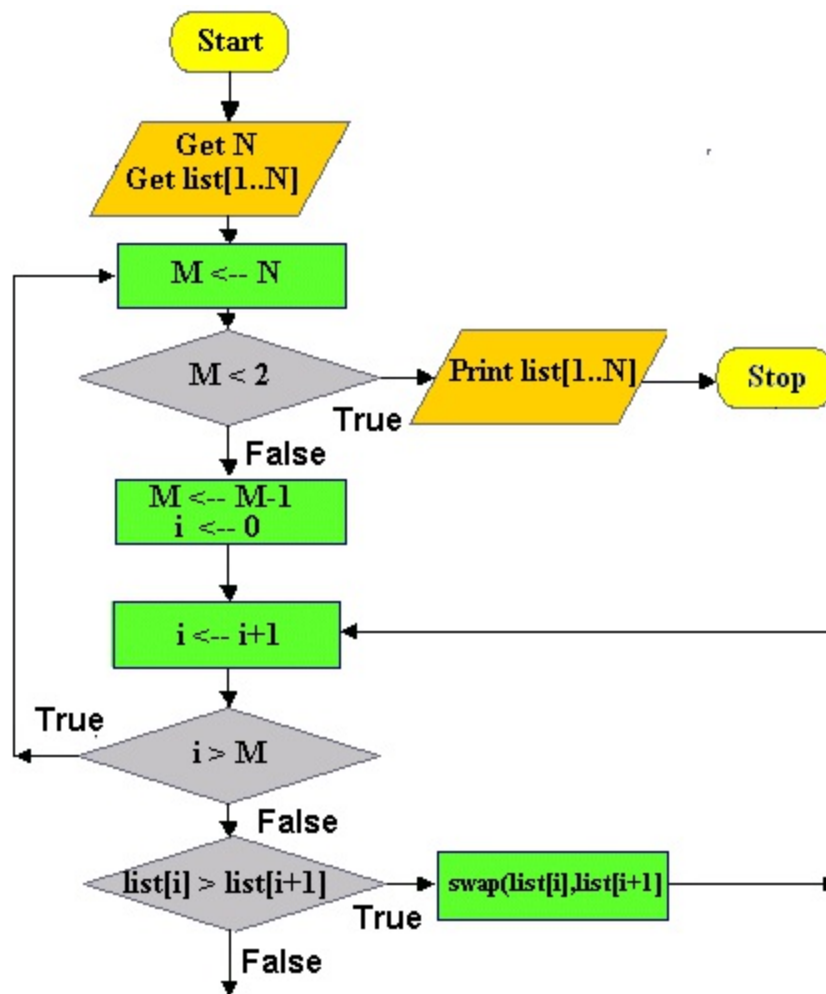 Start
Get N
Get list[1..N]
M <-- N
M < 2
Print list[1..N]
Stop
True
False
M <-- M-1
i <-- 0
i <-- i+1
True
i > M
False
list[i] > list[i+1]
swap(list[i],list[i+1]
True
False